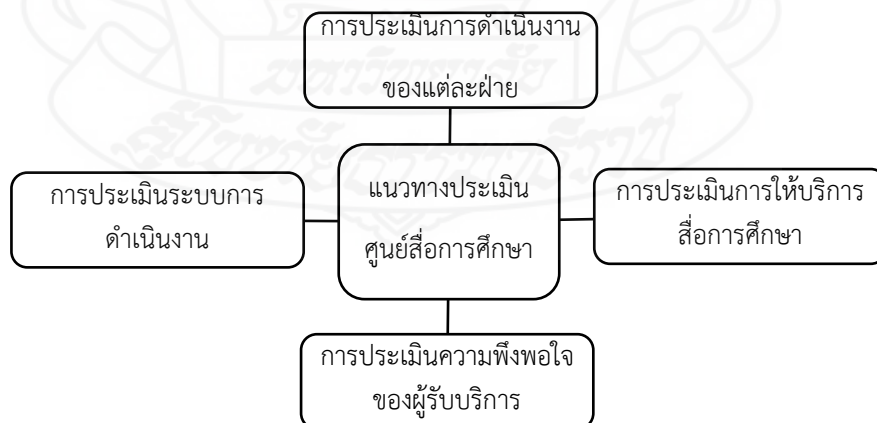 การประเมินการดำเนินงาน
ของแต่ละฝ่าย
แนวทางประเมิน
ศูนย์สื่อการศึกษา
การประเมินระบบการ
ดำเนินงาน
การประเมินการให้บริการ
สื่อการศึกษา
การประเมินความพึงพอใจ
ของผู้รับบริการ